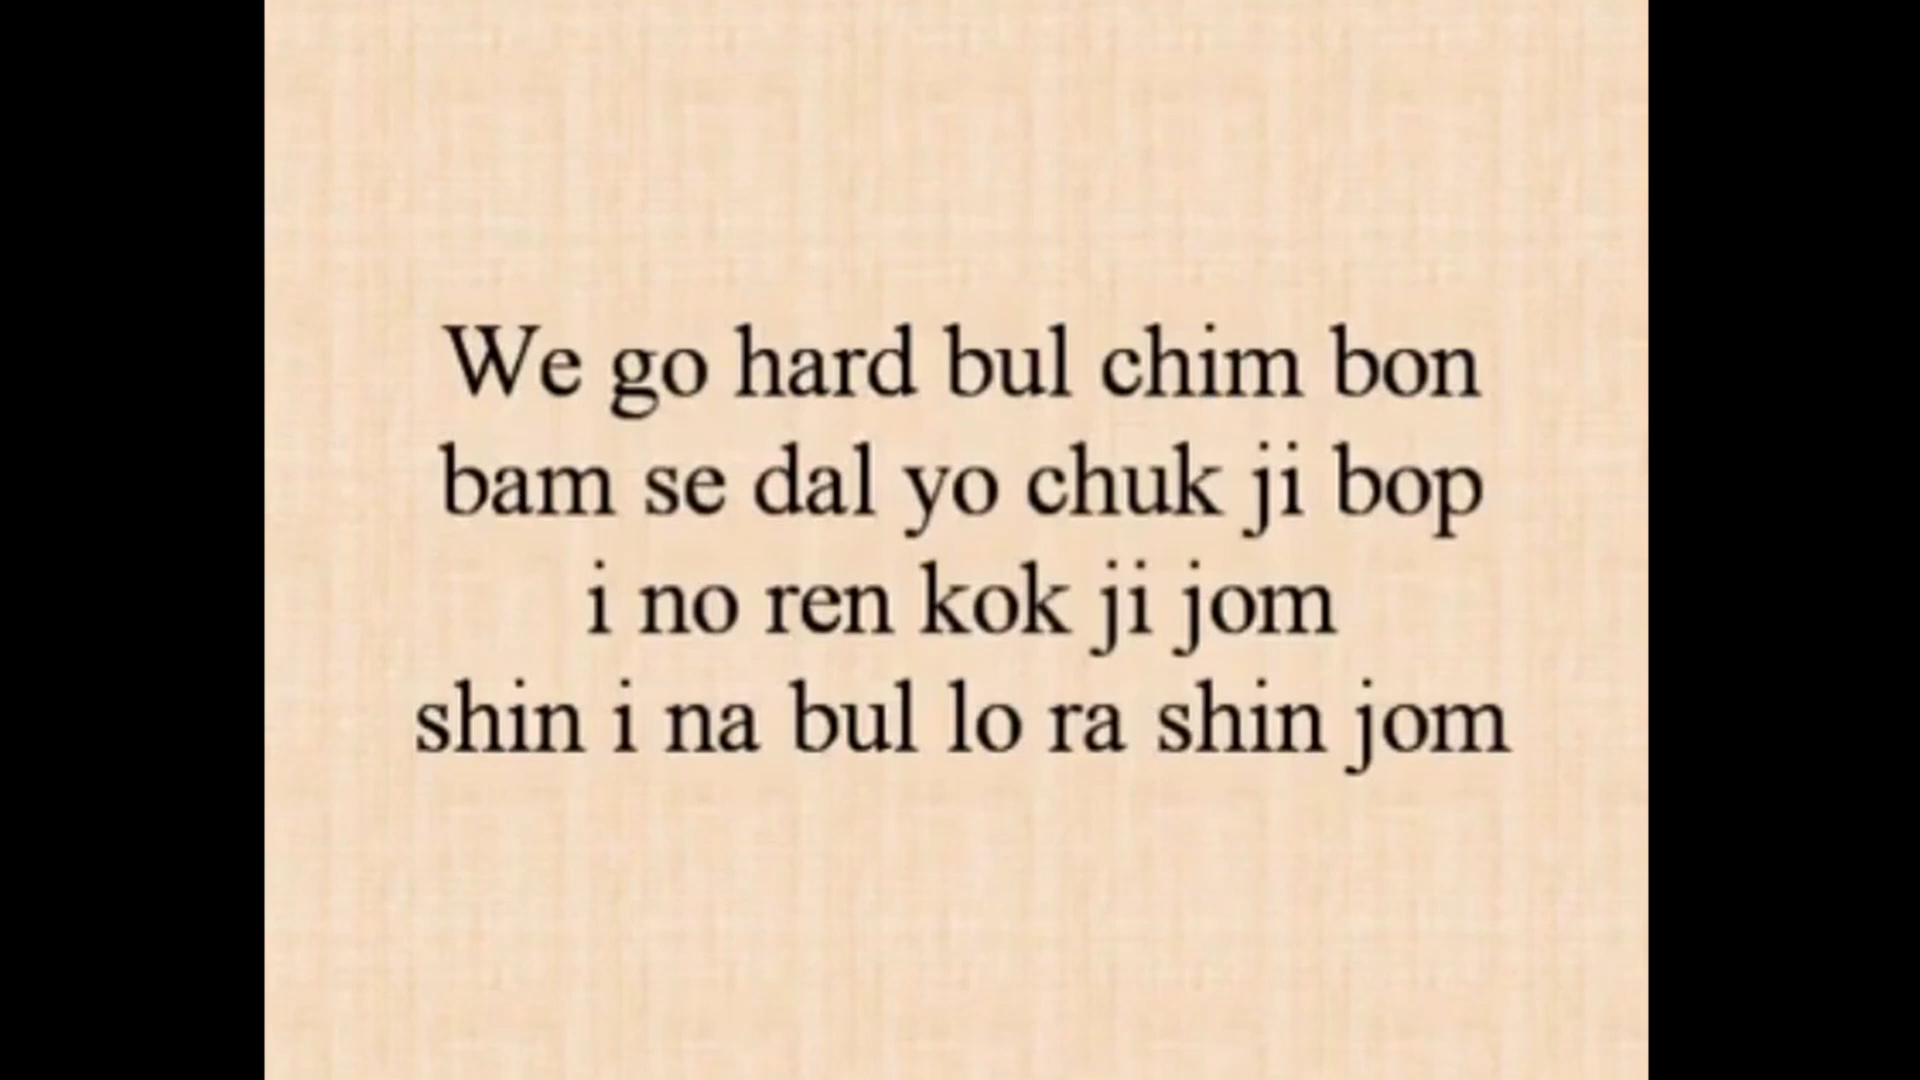 We go hard bul chim bon
bam se dal yo chuk ji bop
i no ren kok ji jom
shin i na bul lo ra shin jom